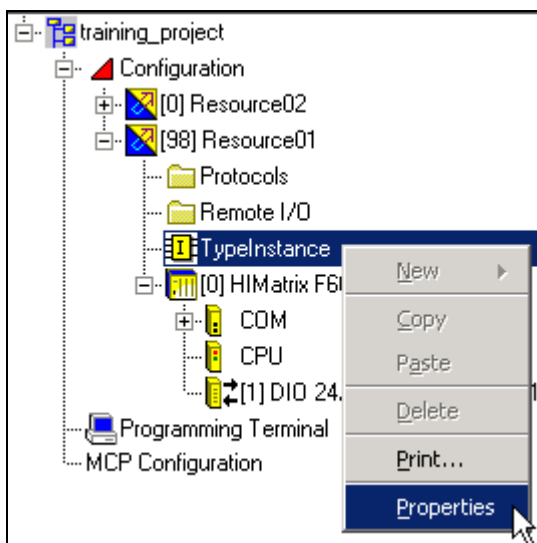 training_project
Configuration
[0] Resource02
[98] Resource01
Protocols
Remote I/O
TypeInstance
[0] HIMatrix F6
COM
CPU
[1] DIO 24. 1
Programming Terminal
MCP Configuration
New
Copy
Paste
Delete
Print...
Properties